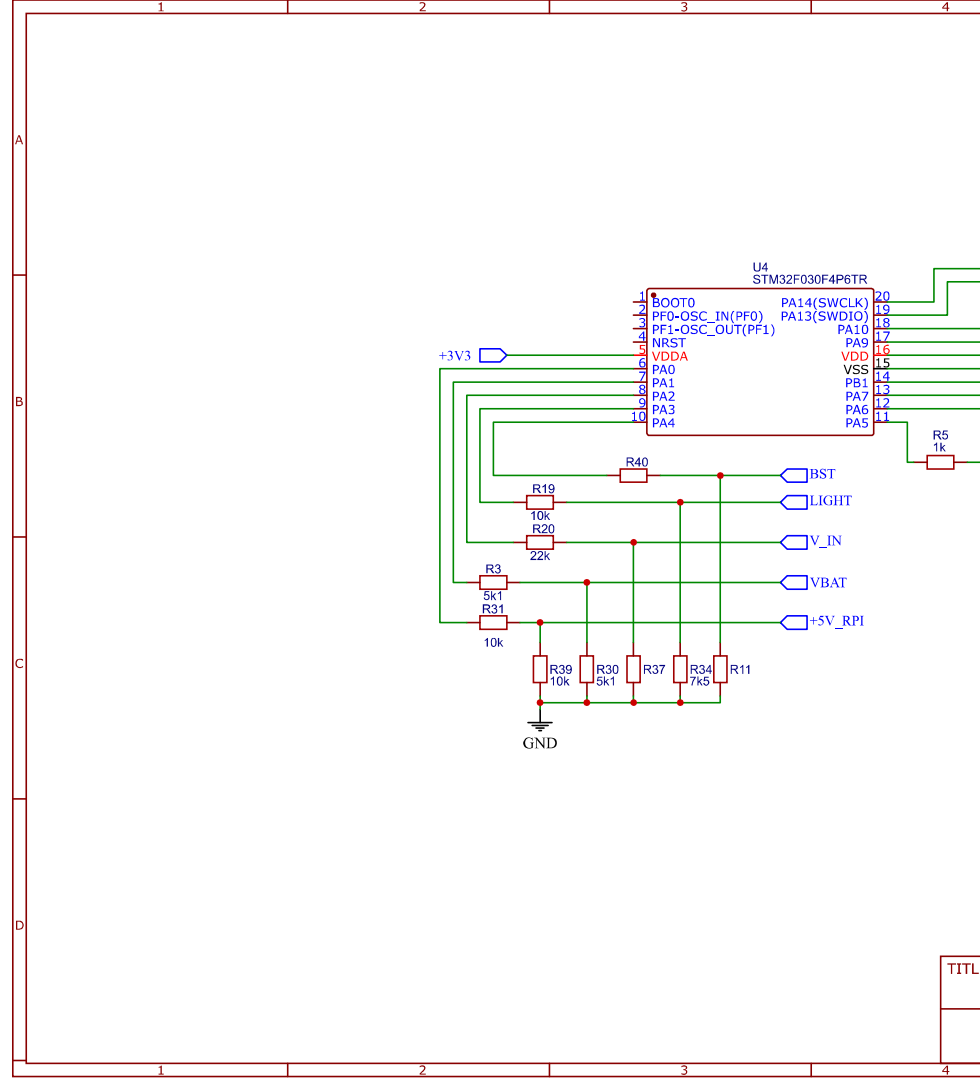 1 2 3 4
A
B
C
D
U4
STM32F030F4P6TR
1 BOOT0 PA14(SWCLK) 20
2 PF0-OSC_IN(PF0) PA13(SWDIO) 19
3 PF1-OSC_OUT(PF1) PA10 18
4 NRST PA9 17
+3V3 5 VDDA VDD 16
6 PA0 VSS 15
7 PA1 PB1 14
8 PA2 PA7 13
9 PA3 PA6 12
10 PA4 PA5 11
R5
1k
R40
BST
R19
10k
LIGHT
R20
22k
V_IN
R3
5k1
VBAT
R31
10k
+5V_RPI
R39
10k
R30
5k1
R37
R34
7k5
R11
GND
TITL
1 2 3 4